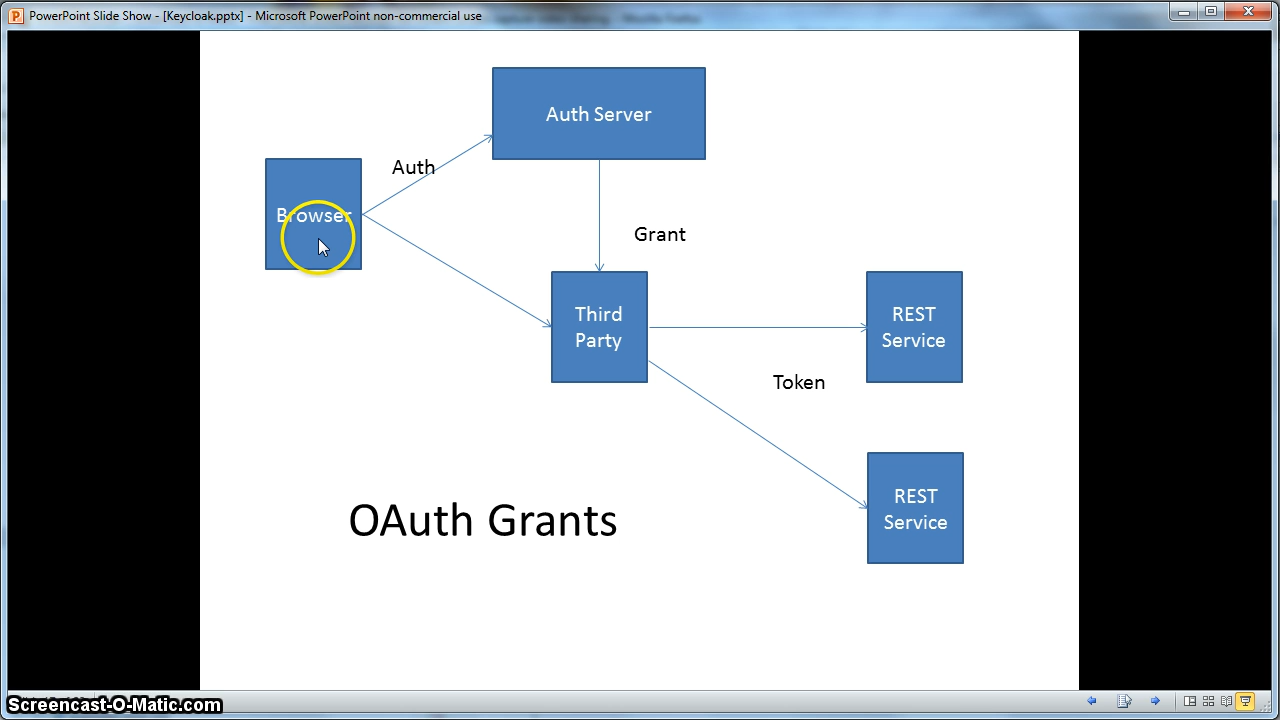 PowerPoint Slide Show - [Keycloak.pptx] - Microsoft PowerPoint non-commercial use
Auth Server
Auth
Browser
Grant
Third
Party
REST
Service
Token
REST
Service
OAuth Grants
Screencast-O-Matic.com